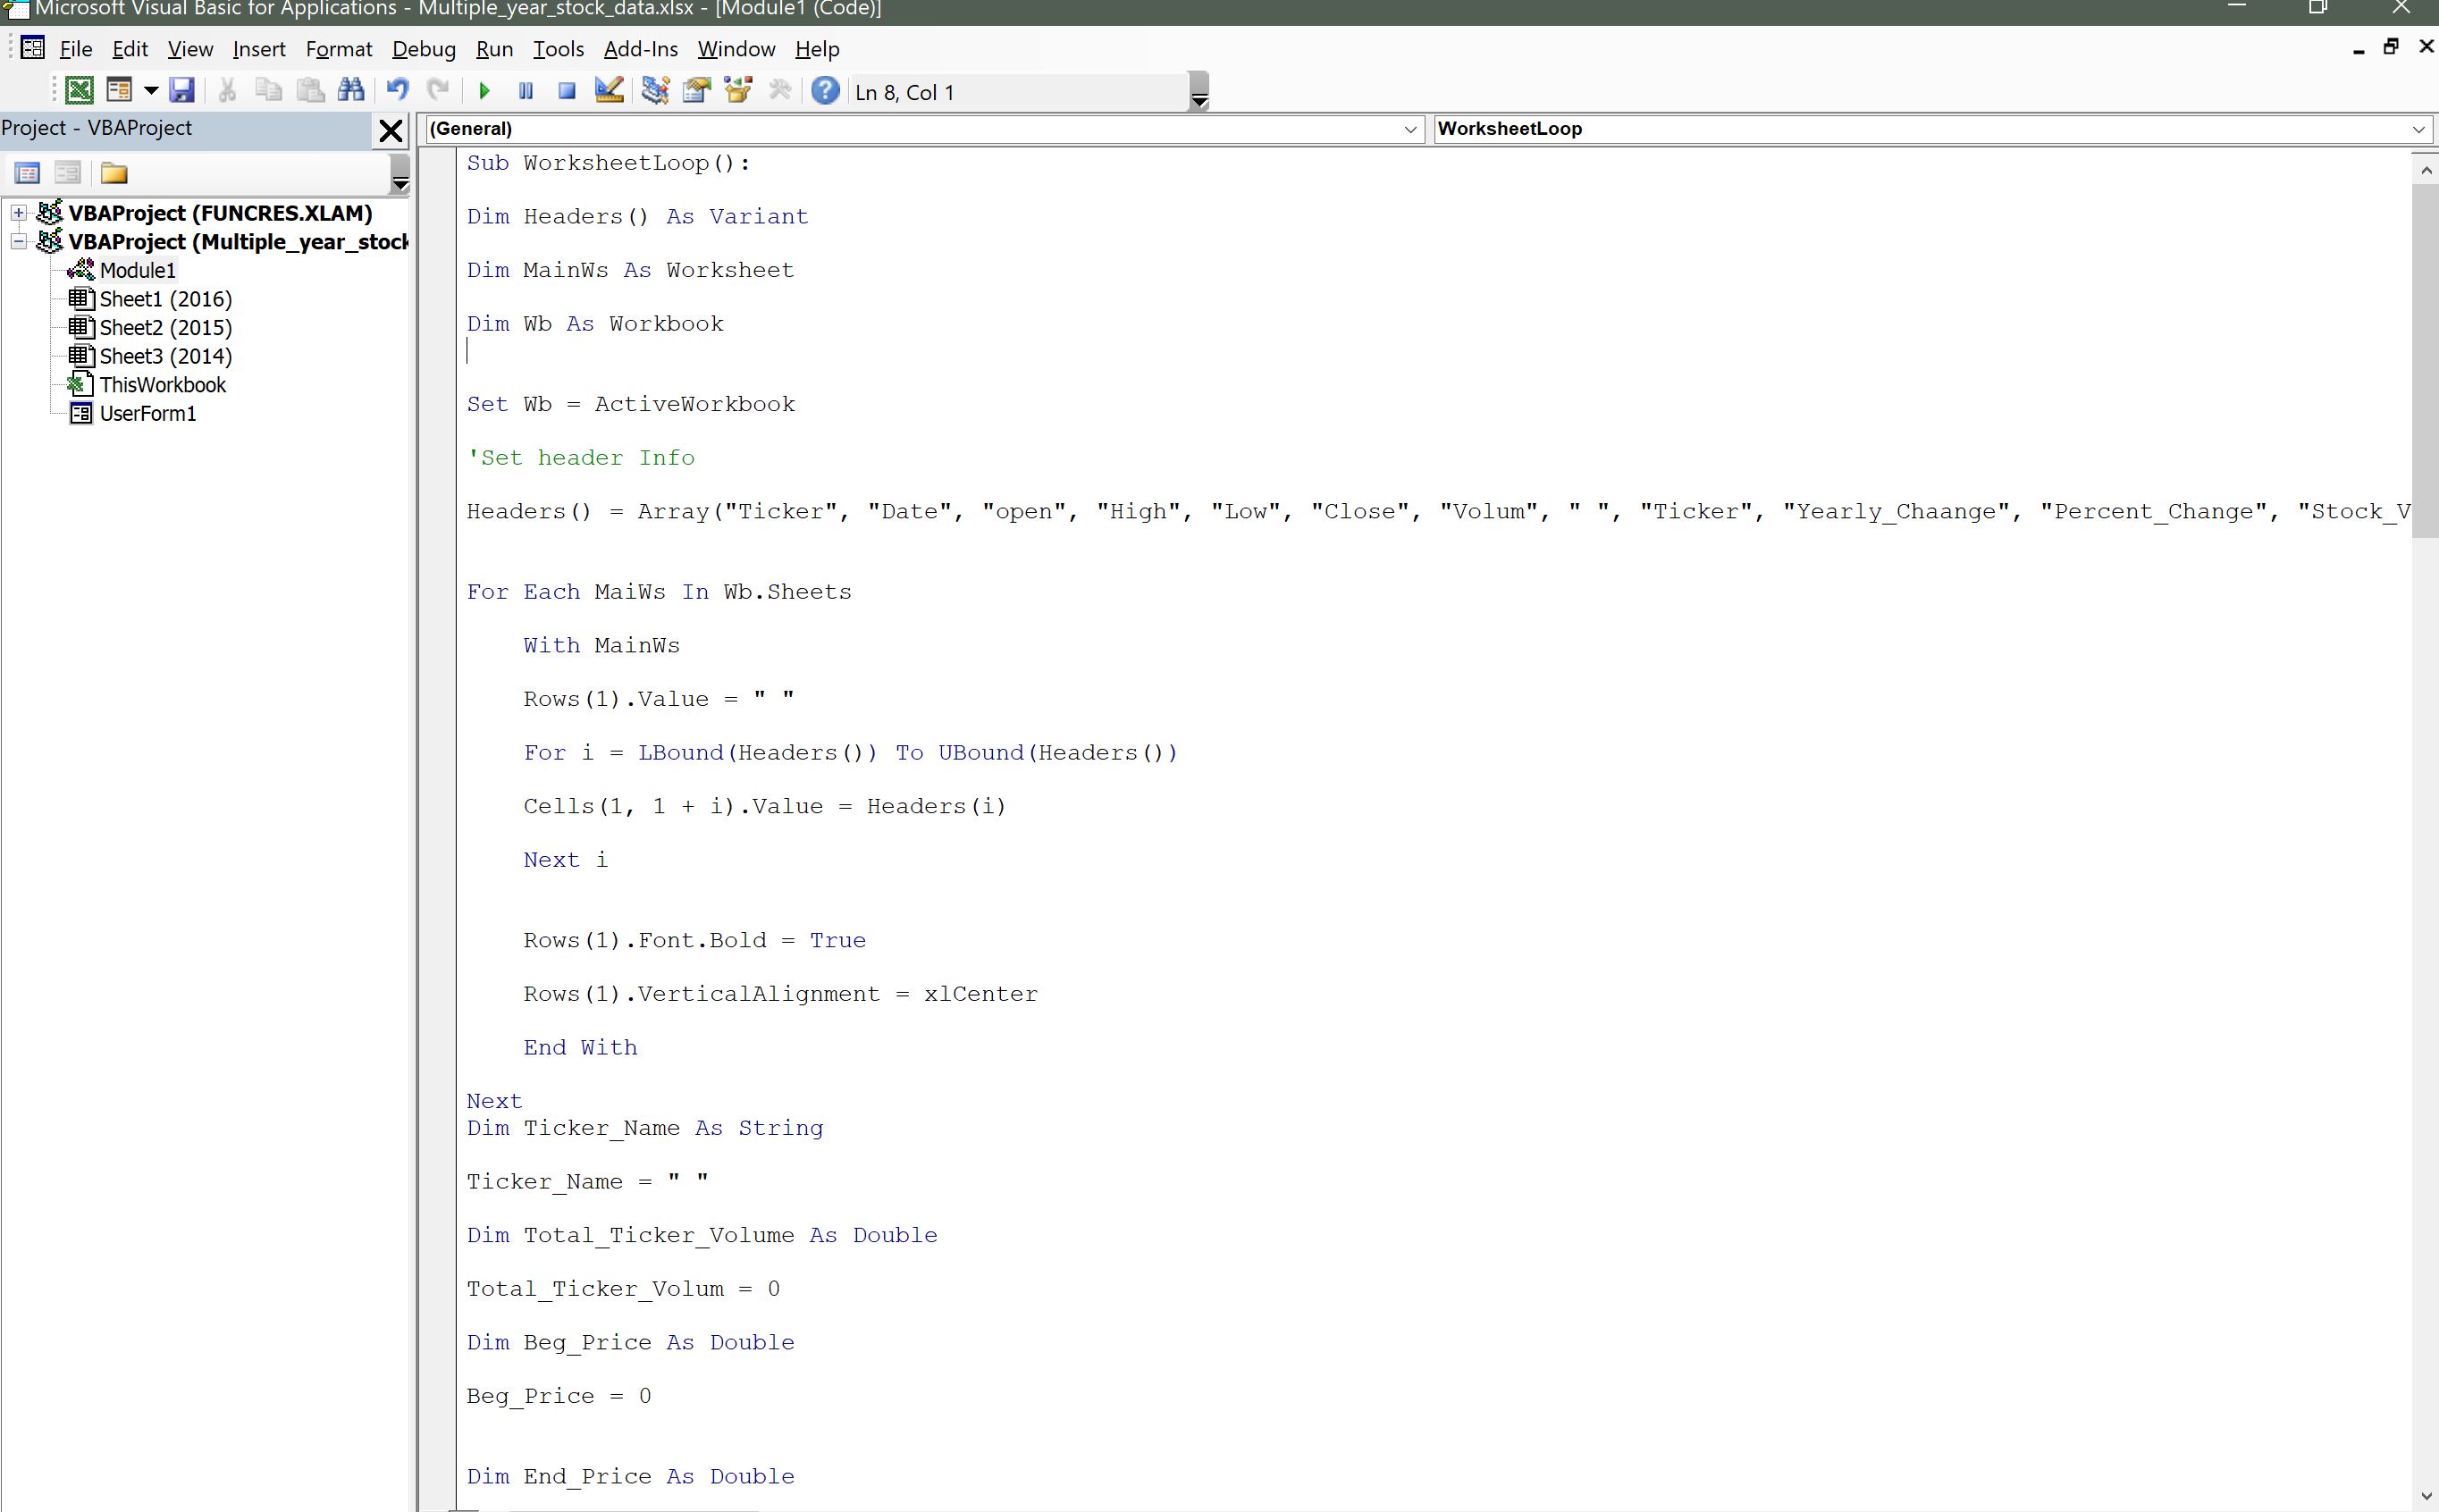 Microsoft Visual Basic for Applications - Multiple_year_stock_data.xlsx - [Module1 (Code)]
File Edit View Insert Format Debug Run Tools Add-Ins Window Help
Ln 8, Col 1
Project - VBAProject
VBAProject (FUNCRES.XLAM)
VBAProject (Multiple_year_stock
Module1
Sheet1 (2016)
Sheet2 (2015)
Sheet3 (2014)
ThisWorkbook
UserForm1
(General)
WorksheetLoop
Sub WorksheetLoop():
Dim Headers() As Variant
Dim MainWs As Worksheet
Dim Wb As Workbook
Set Wb = ActiveWorkbook
'Set header Info
Headers() = Array("Ticker", "Date", "open", "High", "Low", "Close", "Volum", " ", "Ticker", "Yearly_Chaange", "Percent_Change", "Stock_V
For Each MaiWs In Wb.Sheets
With MainWs
Rows(1).Value = " "
For i = LBound(Headers()) To UBound(Headers())
Cells(1, 1 + i).Value = Headers(i)
Next i
Rows(1).Font.Bold = True
Rows(1).VerticalAlignment = xlCenter
End With
Next
Dim Ticker_Name As String
Ticker_Name = " "
Dim Total_Ticker_Volume As Double
Total_Ticker_Volum = 0
Dim Beg_Price As Double
Beg_Price = 0
Dim End_Price As Double